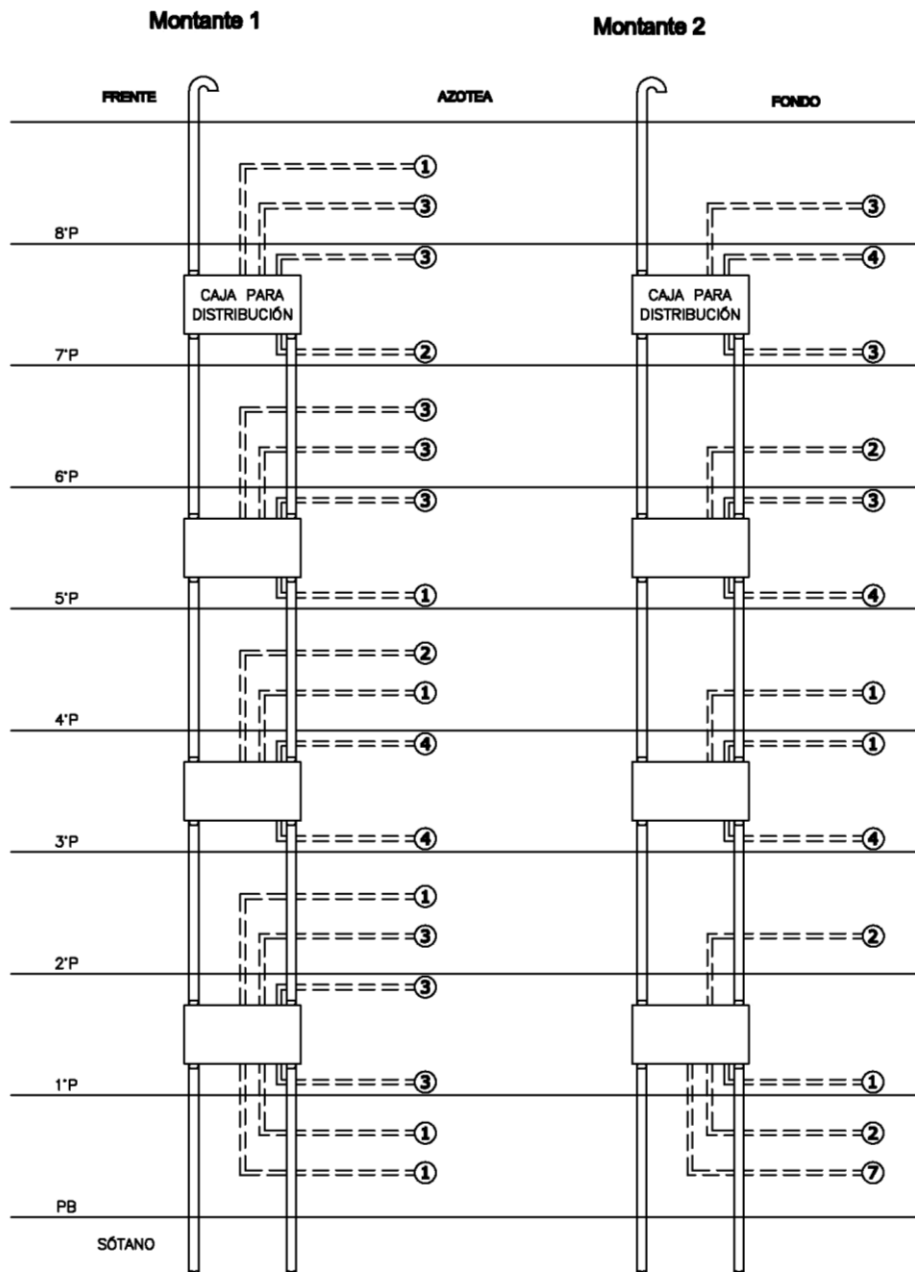 Montante 1
Montante 2
FRENTE
AZOTEA
FONDO
1
3
3
8°P
3
4
CAJA PARA
DISTRIBUCIÓN
CAJA PARA
DISTRIBUCIÓN
2
3
7°P
3
3
2
6°P
3
3
1
4
5°P
2
1
1
4°P
4
1
4
4
3°P
1
3
2
2°P
3
3
1
1°P
1
2
1
7
PB
SÓTANO